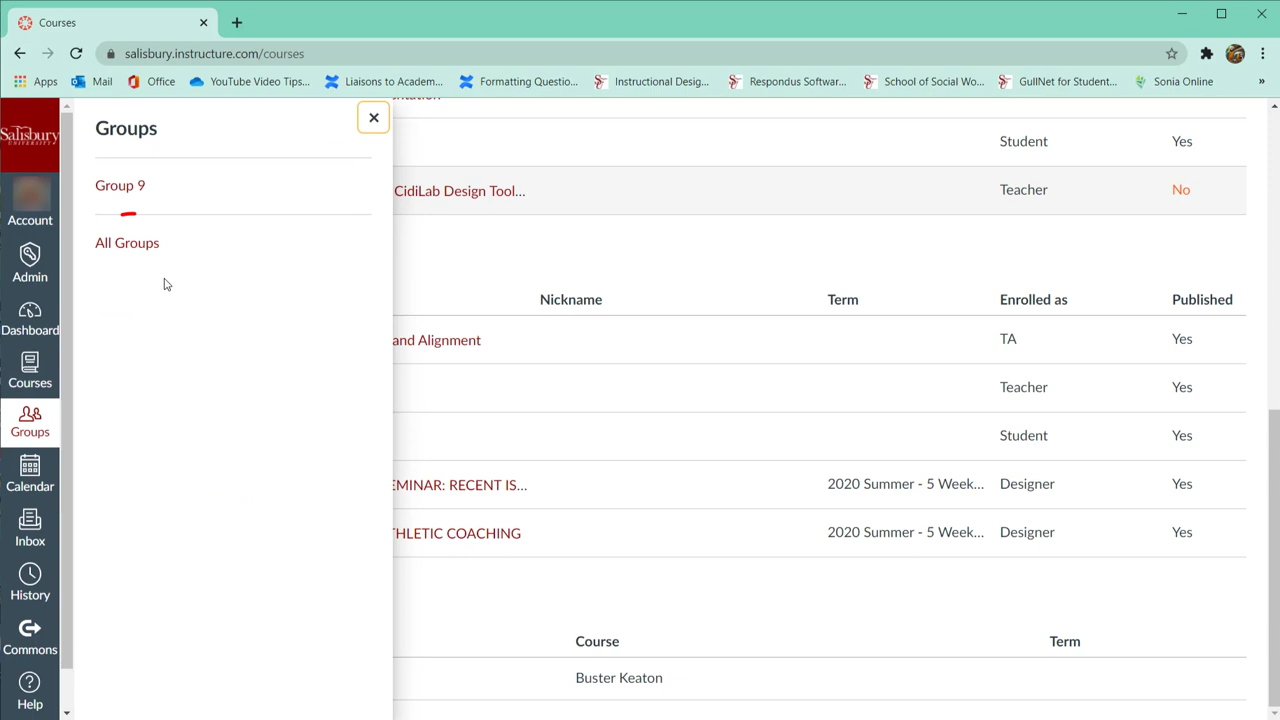 Courses
salisbury.instructure.com/courses
Apps Mail Office YouTube Video Tips... Liaisons to Academ... Formatting Questio... Instructional Desig... Respondus Softwar... School of Social Wo... GullNet for Student... Sonia Online »
Salisbury
UNIVERSITY
Account
Admin
Dashboard
Courses
Groups
Calendar
Inbox
History
Commons
Help
Groups
Group 9
All Groups
entation
Student Yes
CidiLab Design Tool... Teacher No
Nickname Term Enrolled as Published
and Alignment TA Yes
Teacher Yes
Student Yes
EMINAR: RECENT IS... 2020 Summer - 5 Week... Designer Yes
THLETIC COACHING 2020 Summer - 5 Week... Designer Yes
Course Term
Buster Keaton